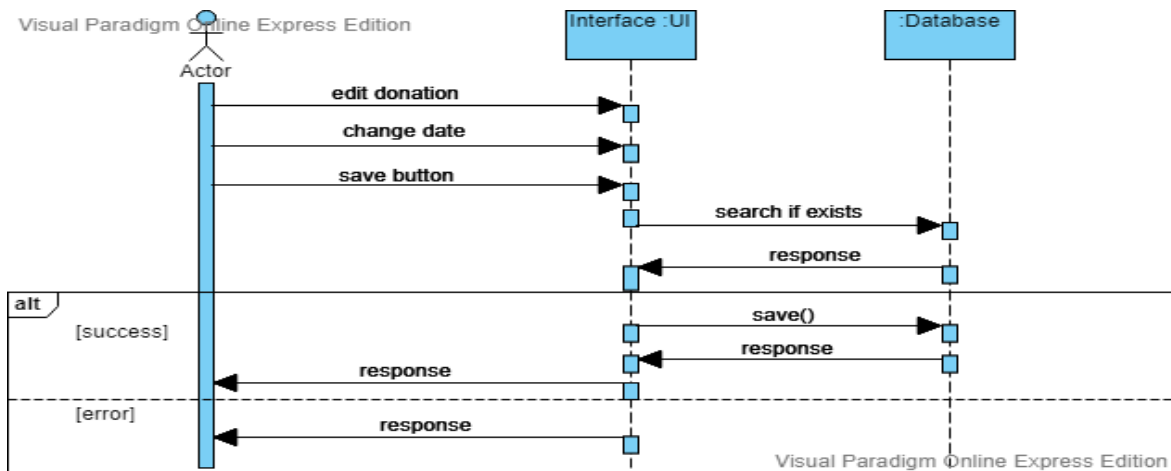 Visual Paradigm Online Express Edition
Interface :UI
:Database
Actor
edit donation
change date
save button
search if exists
response
alt
[success]
save()
response
response
[error]
response
Visual Paradigm Online Express Edition